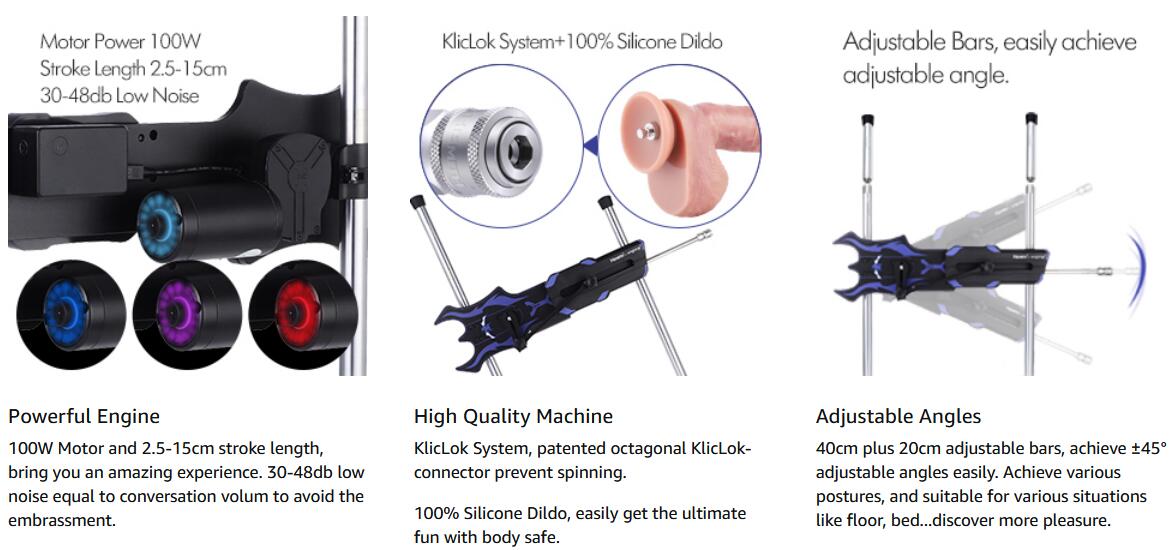 Motor Power 100W
Stroke Length 2.5-15cm
30-48db Low Noise
KlicLok System+100% Silicone Dildo
Adjustable Bars, easily achieve
adjustable angle.
Powerful Engine
100W Motor and 2.5-15cm stroke length,
bring you an amazing experience. 30-48db low
noise equal to conversation volum to avoid the
embrassment.
High Quality Machine
KlicLok System, patented octagonal KlicLok-
connector prevent spinning.
100% Silicone Dildo, easily get the ultimate
fun with body safe.
Adjustable Angles
40cm plus 20cm adjustable bars, achieve ±45°
adjustable angles easily. Achieve various
postures, and suitable for various situations
like floor, bed...discover more pleasure.